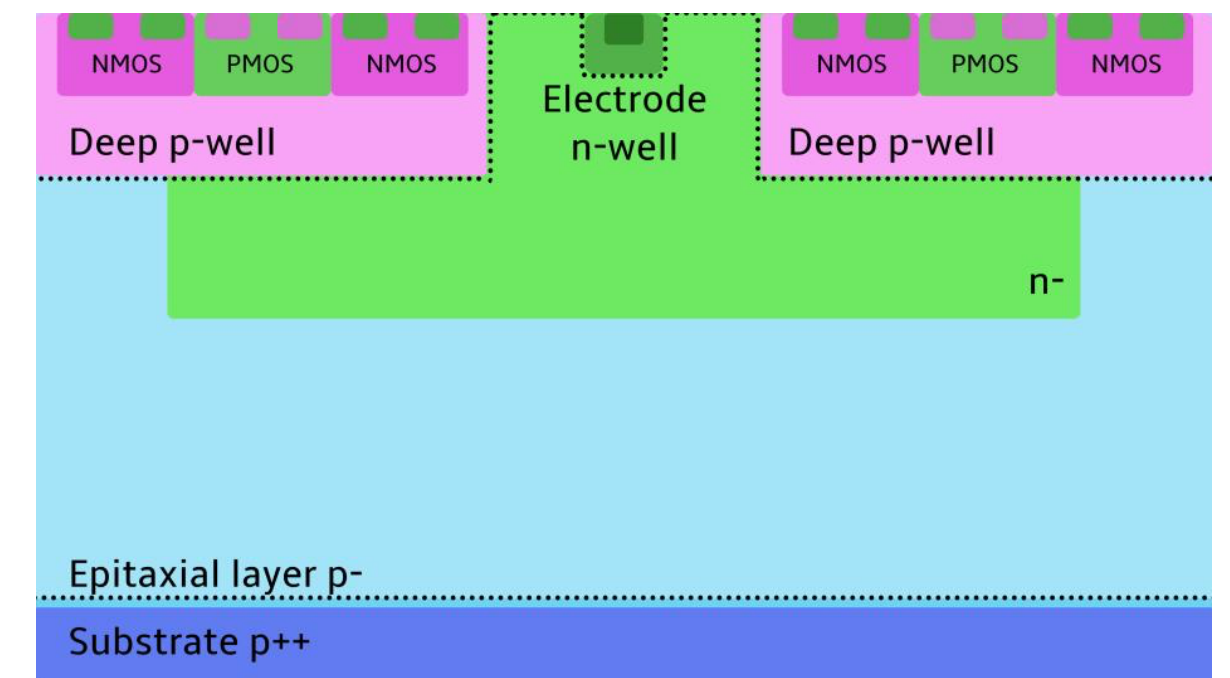 NMOS PMOS NMOS NMOS PMOS NMOS
Electrode
n-well
Deep p-well Deep p-well
n-
Epitaxial layer p-
Substrate p++